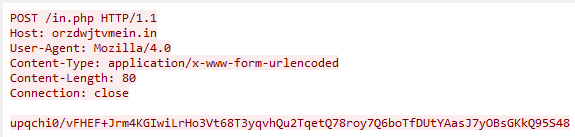 POST /in.php HTTP/1.1
Host: orzdwjtvmein.in
User-Agent: Mozilla/4.0
Content-Type: application/x-www-form-urlencoded
Content-Length: 80
Connection: close

upqchi0/vFHEF+Jrm4KGIwiLrHo3Vt68T3yqvhQu2TqetQ78roy7Q6boTfDUtYAasJ7yOBsGKkQ95S48